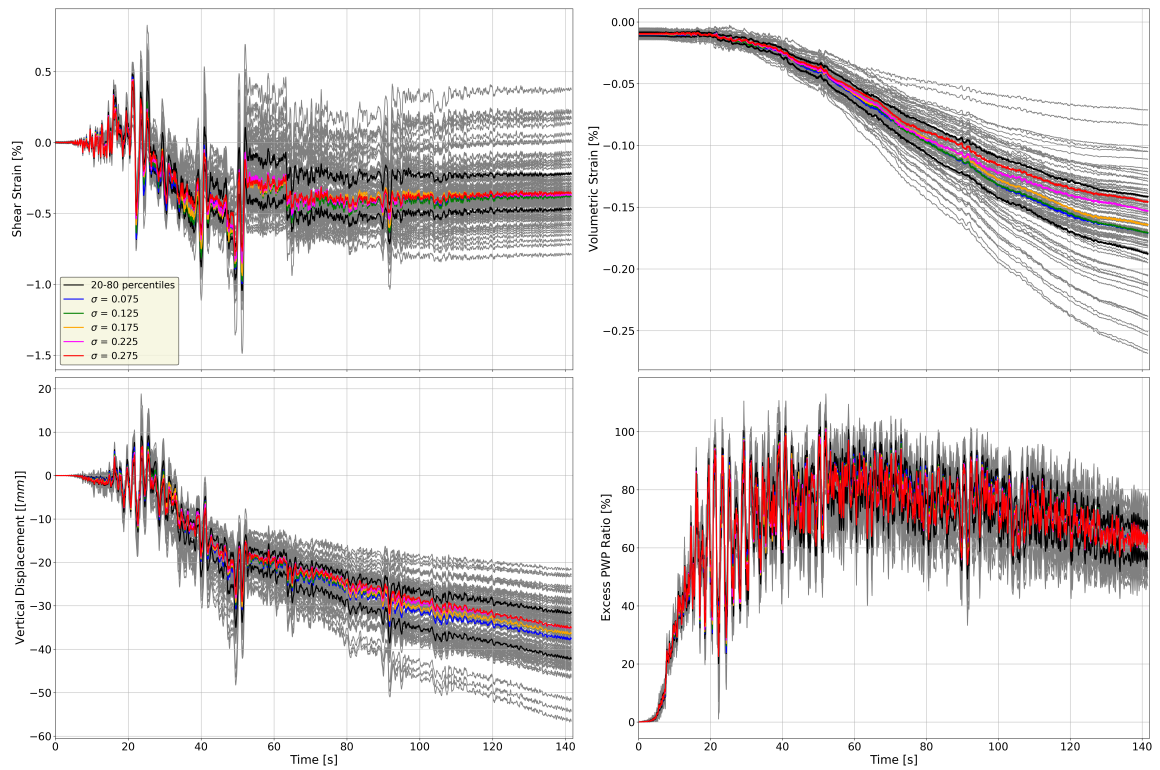 Shear Strain [%]
0.5
0.0
−0.5
−1.0
−1.5
20-80 percentiles
σ = 0.075
σ = 0.125
σ = 0.175
σ = 0.225
σ = 0.275
Volumetric Strain [%]
0.00
−0.05
−0.10
−0.15
−0.20
−0.25
Vertical Displacement [[mm]]
20
10
0
−10
−20
−30
−40
−50
−60
0 20 40 60 80 100 120 140
Time [s]
Excess PWP Ratio [%]
100
80
60
40
20
0
0 20 40 60 80 100 120 140
Time [s]